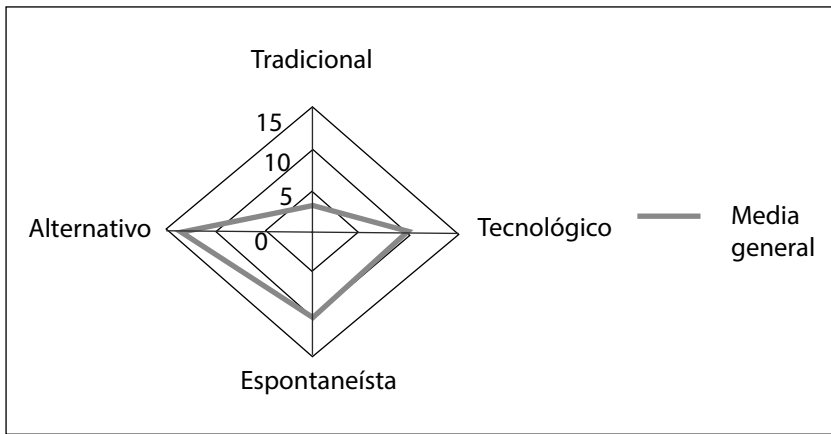 Tradicional
15
10
5
0
Alternativo
Tecnológico
Espontaneísta
Media
general